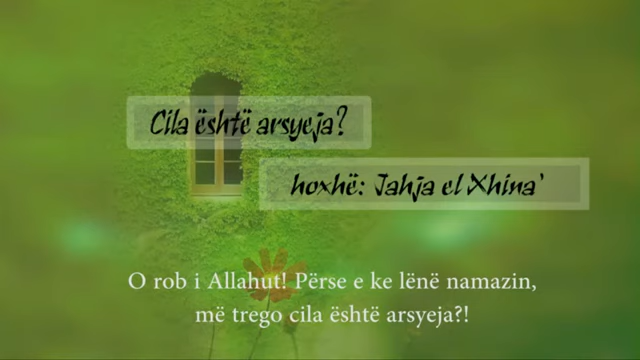 Cila është arsyeja?
hoxhë: Jahja el Xhina'
O rob i Allahut! Përse e ke lënë namazin,
më trego cila është arsyeja?!